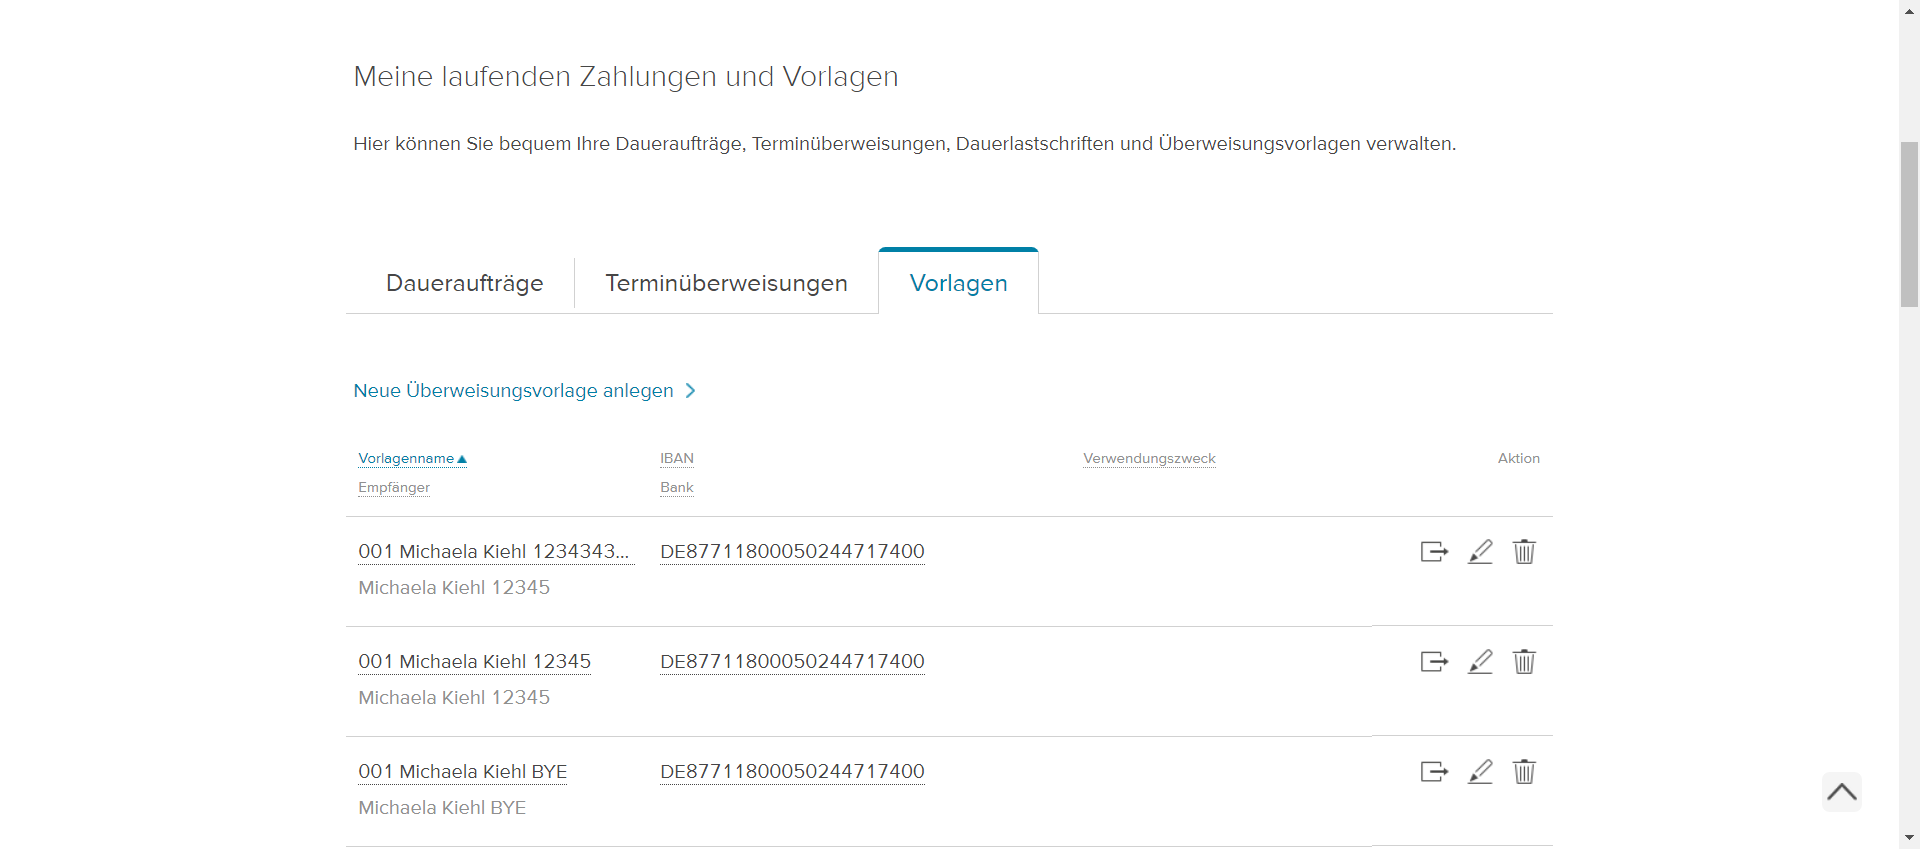 Meine laufenden Zahlungen und Vorlagen
Hier können Sie bequem Ihre Daueraufträge, Terminüberweisungen, Dauerlastschriften und Überweisungsvorlagen verwalten.
Daueraufträge
Terminüberweisungen
Vorlagen
Neue Überweisungsvorlage anlegen
Vorlagenname
IBAN
Verwendungszweck
Aktion
Empfänger
Bank
001 Michaela Kiehl 1234343...
DE87711800050244717400
Michaela Kiehl 12345
001 Michaela Kiehl 12345
DE87711800050244717400
Michaela Kiehl 12345
001 Michaela Kiehl BYE
DE87711800050244717400
Michaela Kiehl BYE